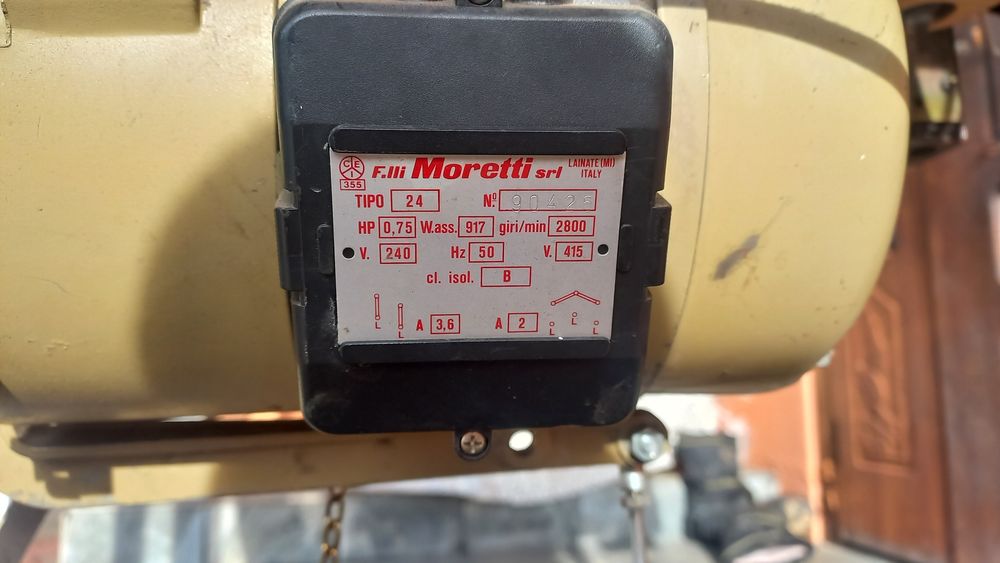 CEI
355
F.lli Moretti srl
LAINATE (MI)
ITALY
TIPO 24 N.º 90425
HP 0,75 W.ass. 917 giri/min 2800
V. 240 Hz 50 V. 415
cl. isol. B
L L A 3,6 A 2 L L L